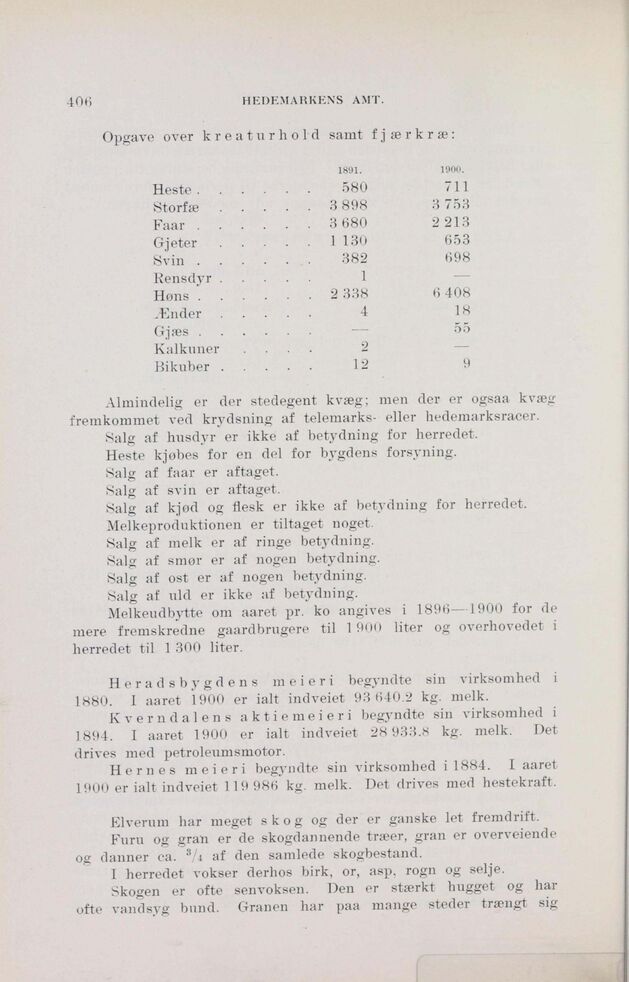 406
HEDEMARKENS AMT.
Opgave over kreaturhold samt fjærkræ:
1891. 1900.
Heste . . . . . . 580 711
Storfæ . . . . . 3 898 3 753
Faar . . . . . . 3 680 2 213
Gjeter . . . . . 1 130 653
Svin . . . . . . 382 698
Rensdyr . . . . . 1 —
Høns . . . . . . 2 338 6 408
Ænder . . . . . 4 18
Gjæs . . . . . . — 55
Kalkuner . . . . 2 —
Bikuber . . . . . 12 9
Almindelig er der stedegent kvæg; men der er ogsaa kvæg
fremkommet ved krydsning af telemarks- eller hedemarksracer.
Salg af husdyr er ikke af betydning for herredet.
Heste kjøbes for en del for bygdens forsyning.
Salg af faar er aftaget.
Salg af svin er aftaget.
Salg af kjød og flesk er ikke af betydning for herredet.
Melkeproduktionen er tiltaget noget.
Salg af melk er af ringe betydning.
Salg af smør er af nogen betydning.
Salg af ost er af nogen betydning.
Salg af uld er ikke af betydning.
Melkeudbytte om aaret pr. ko angives i 1896—1900 for de
mere fremskredne gaardbrugere til 1 900 liter og overhovedet i
herredet til 1 300 liter.
Heradsbygdens meieri begyndte sin virksomhed i
1880. I aaret 1900 er ialt indveiet 93 640.2 kg. melk.
Kverndalens aktiemeieri begyndte sin virksomhed i
1894. I aaret 1900 er ialt indveiet 28 933.8 kg. melk. Det
drives med petroleumsmotor.
Hernes meieri begyndte sin virksomhed i 1884. I aaret
1900 er ialt indveiet 119 986 kg. melk. Det drives med hestekraft.
Elverum har meget skog og der er ganske let fremdrift.
Furu og gran er de skogdannende træer, gran er overveiende
og danner ca. 3/4 af den samlede skogbestand.
I herredet vokser derhos birk, or, asp, rogn og selje.
Skogen er ofte senvoksen. Den er stærkt hugget og har
ofte vandsyg bund. Granen har paa mange steder trængt sig